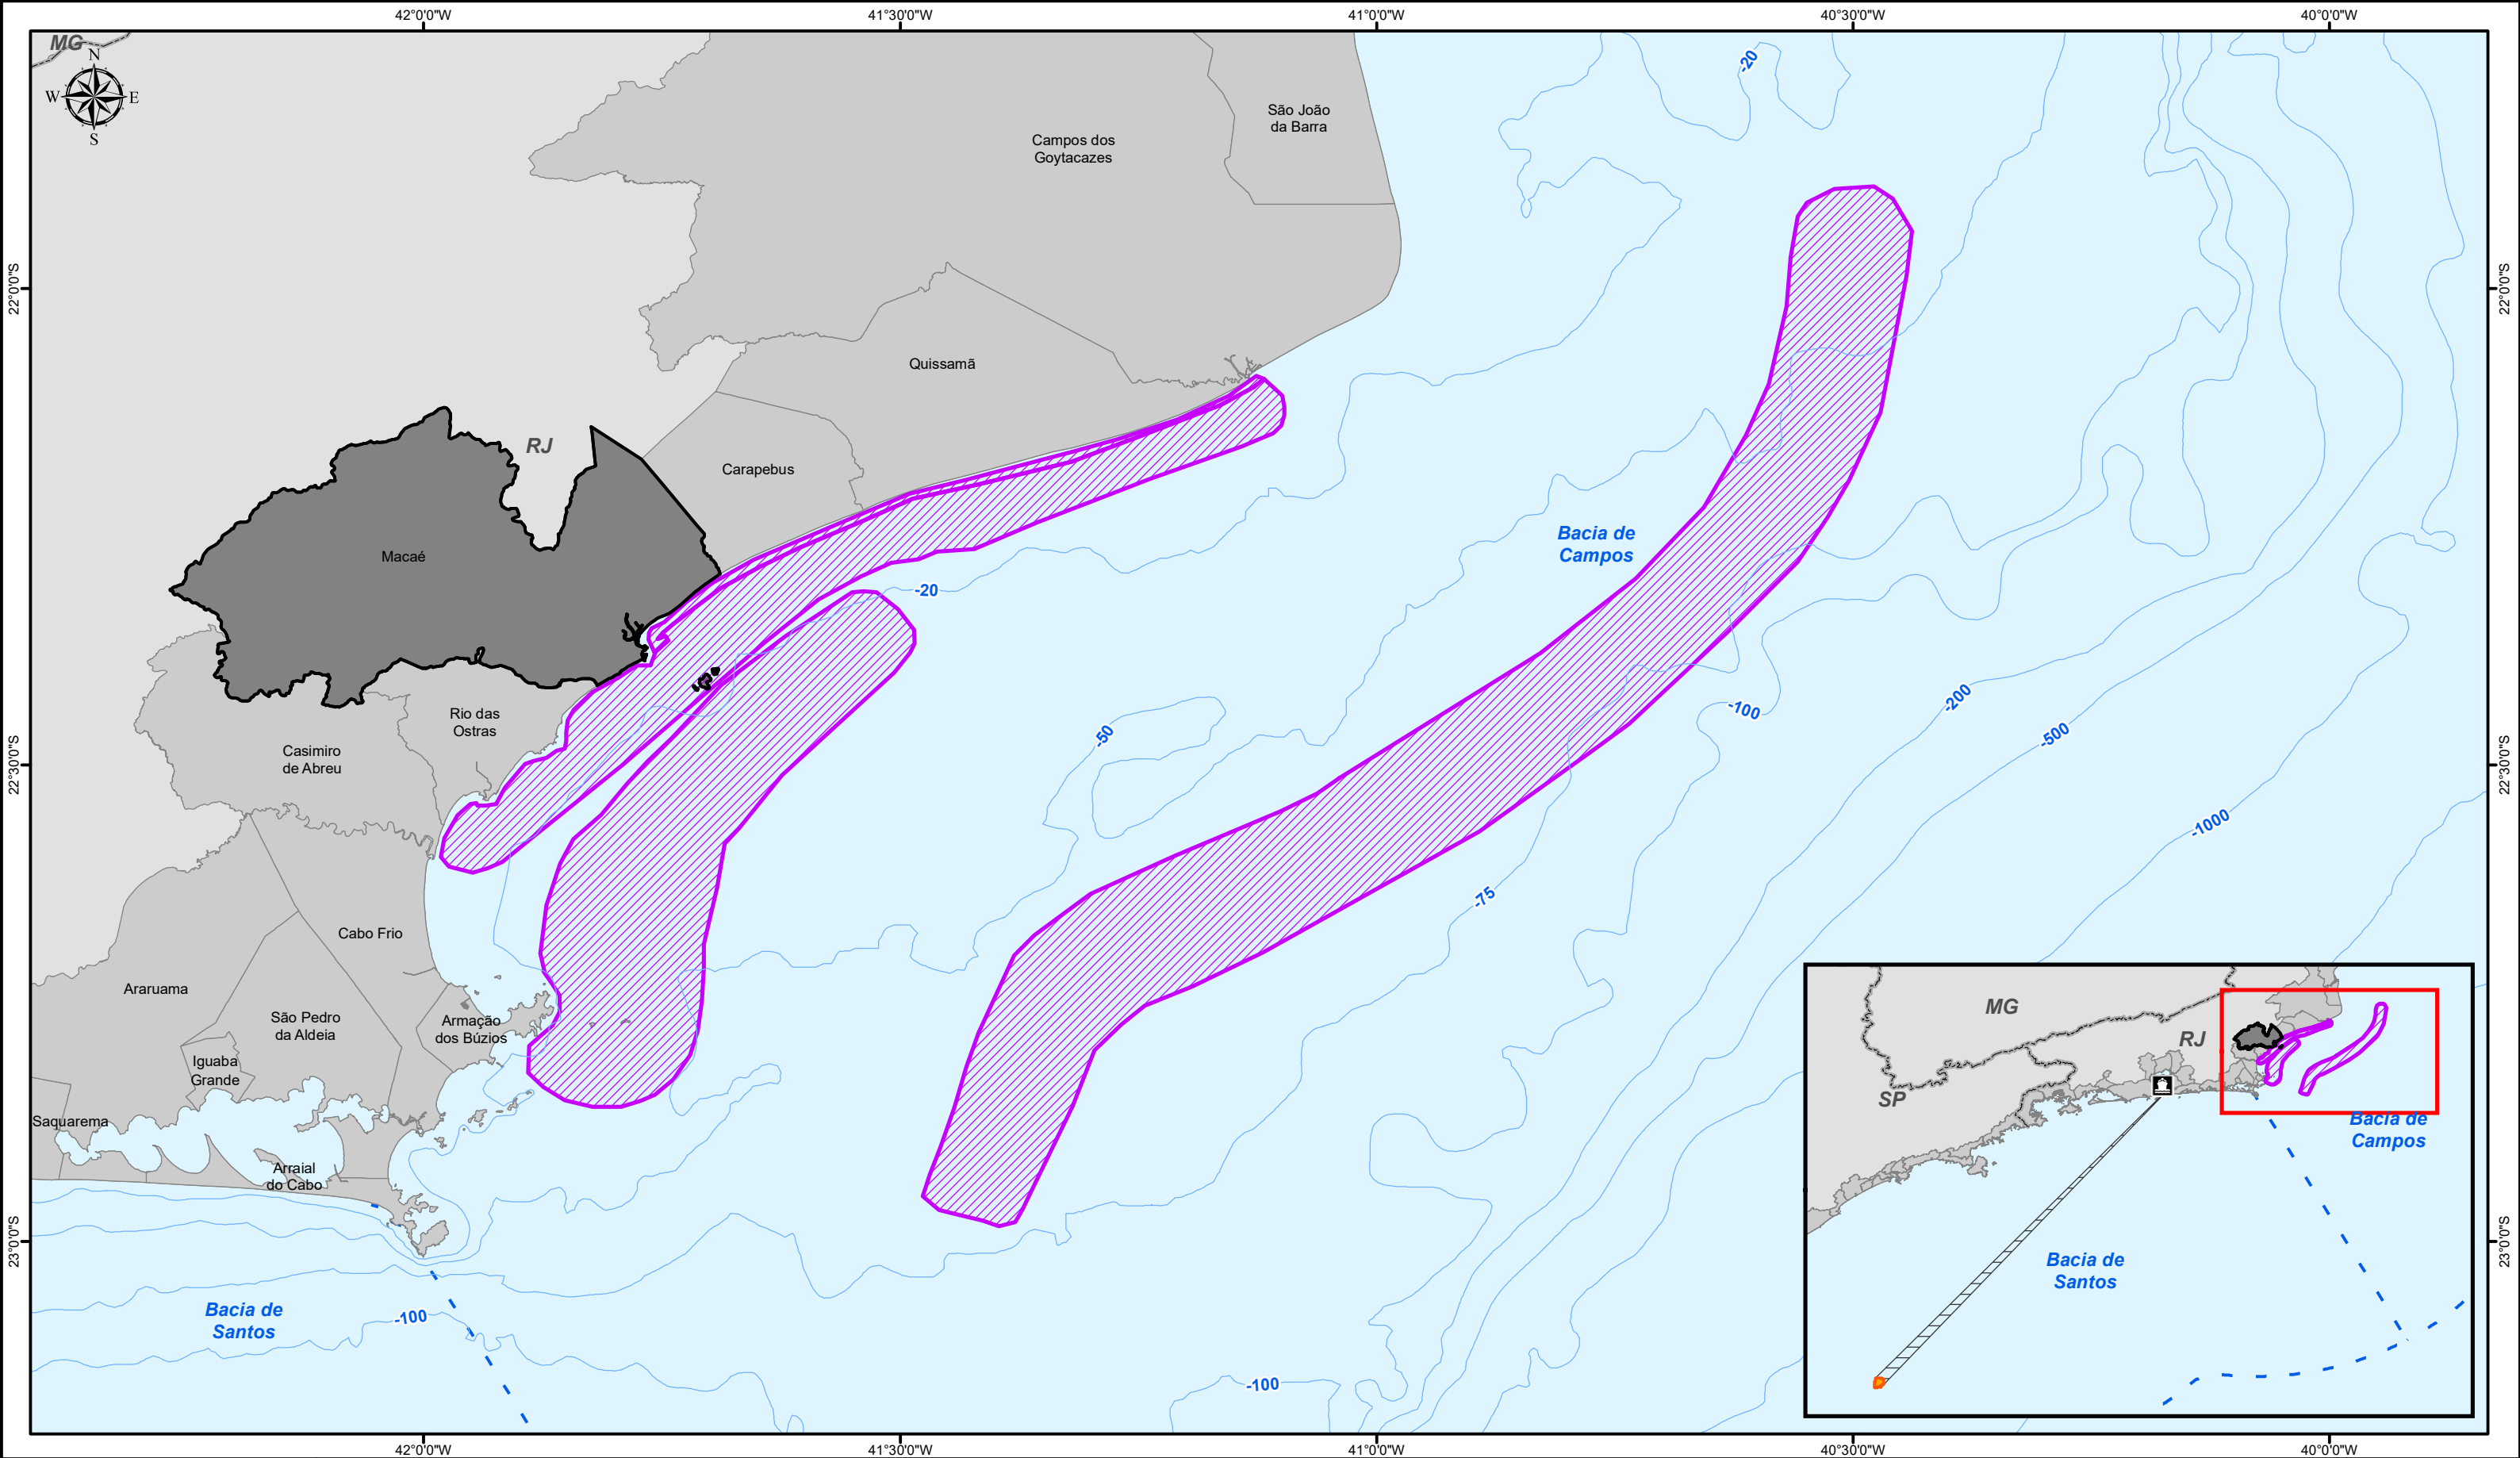 42°0'0"W
41°30'0"W
41°0'0"W
40°30'0"W
40°0'0"W
MG
N
W
E
S
-20
São João
da Barra
Campos dos
Goytacazes
22°0'0"S
22°0'0"S
Quissamã
RJ
Carapebus
Bacia de
Campos
Macaé
-20
-200
-100
Rio das
Ostras
-50
-500
Casimiro
de Abreu
22°30'0"S
22°30'0"S
-1000
-75
Cabo Frio
Araruama
São Pedro
da Aldeia
Armação
dos Búzios
Iguaba
Grande
Saquarema
Arraial
do Cabo
MG
RJ
SP
Bacia de
Campos
23°0'0"S
23°0'0"S
Bacia de
Santos
Bacia de
Santos
-100
-100
42°0'0"W
41°30'0"W
41°0'0"W
40°30'0"W
40°0'0"W